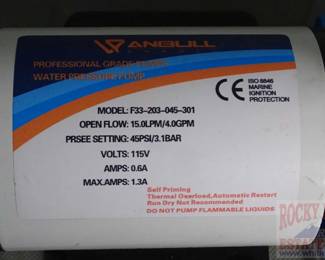 ANBULL
PROFESSIONAL GRADE
WATER PRESSURE PUMP
CE
ISO 8846
MARINE
IGNITION
PROTECTION
MODEL: F33-203-045-301
OPEN FLOW: 15.0LPM/4.0GPM
PRSEE SETTING: 45PSI/3.1BAR
VOLTS: 115V
AMPS: 0.6A
MAX.AMPS: 1.3A
Self Priming
Thermal Overload,Automatic Restart
Run Dry Not Recommended
DO NOT PUMP FLAMMABLE LIQUIDS
ROCKY
ESTATE